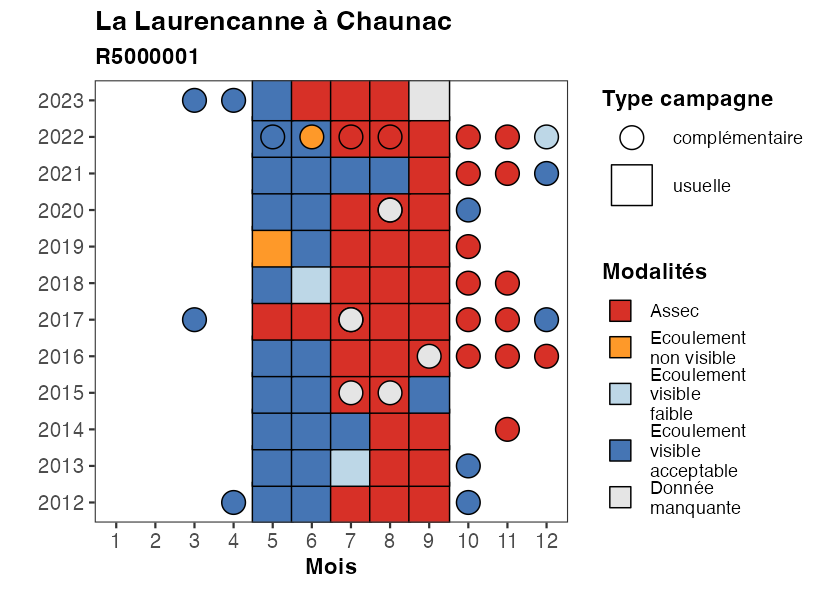 La Laurencanne à Chaunac
R5000001
2023
2022
2021
2020
2019
2018
2017
2016
2015
2014
2013
2012
1 2 3 4 5 6 7 8 9 10 11 12
Mois
Type campagne
complémentaire
usuelle
Modalités
Assec
Ecoulement
non visible
Ecoulement
visible
faible
Ecoulement
visible
acceptable
Donnée
manquante